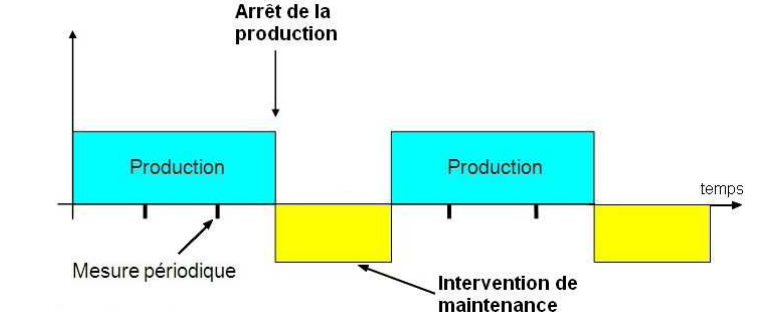 Arrêt de la
production
Production
Production
temps
Mesure périodique
Intervention de
maintenance